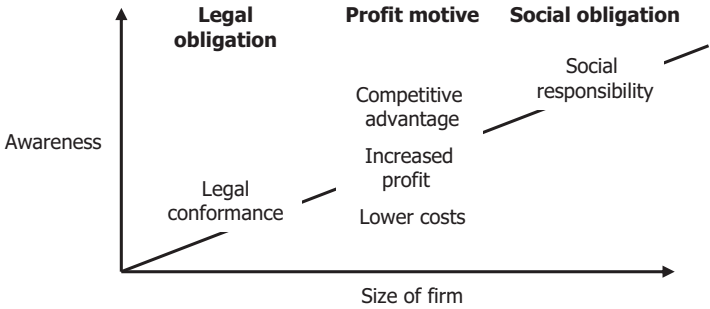 Legal
obligation
Profit motive
Social obligation
Social
responsibility
Competitive
advantage
Awareness
Increased
profit
Legal
conformance
Lower costs
Size of firm